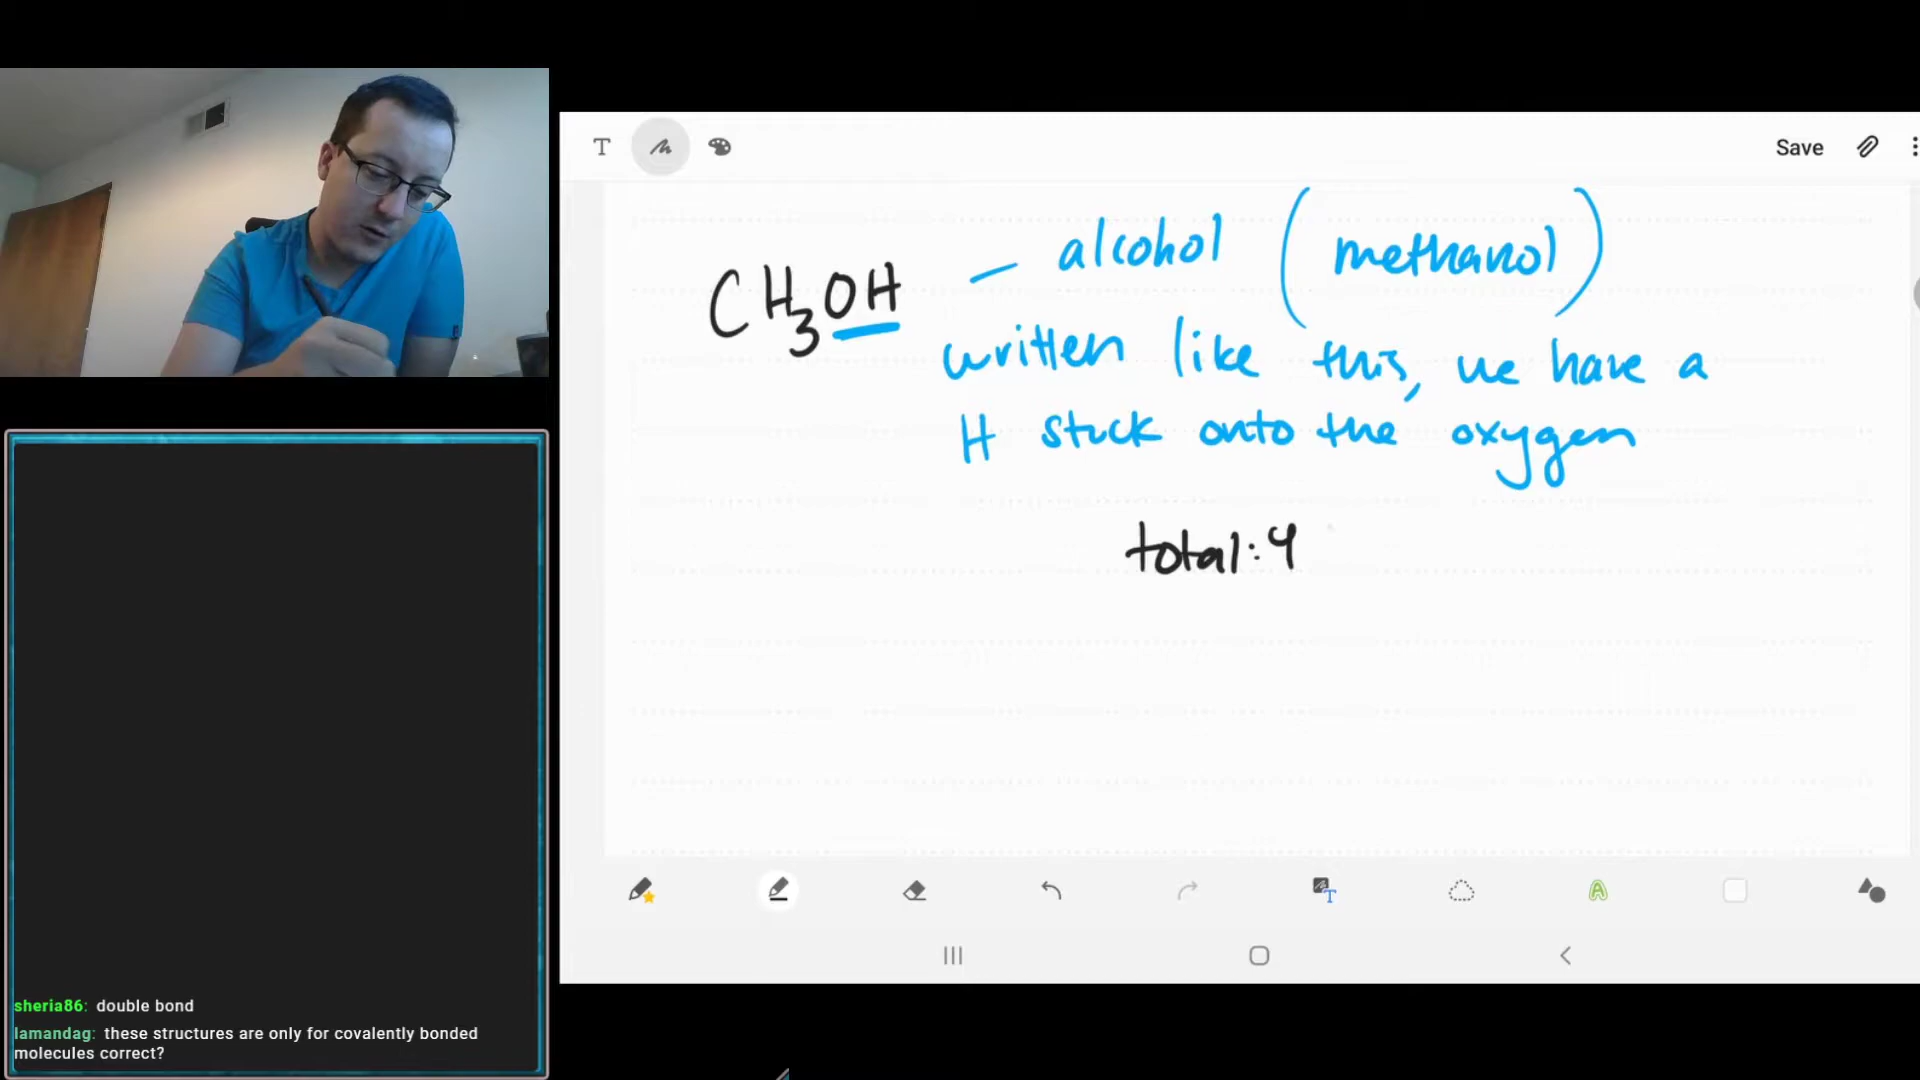 T
Save
CH3OH – alcohol (methanol)
written like this, we have a
H stuck onto the oxygen
total: 4
T
A
sheria86: double bond
lamandag: these structures are only for covalently bonded
molecules correct?